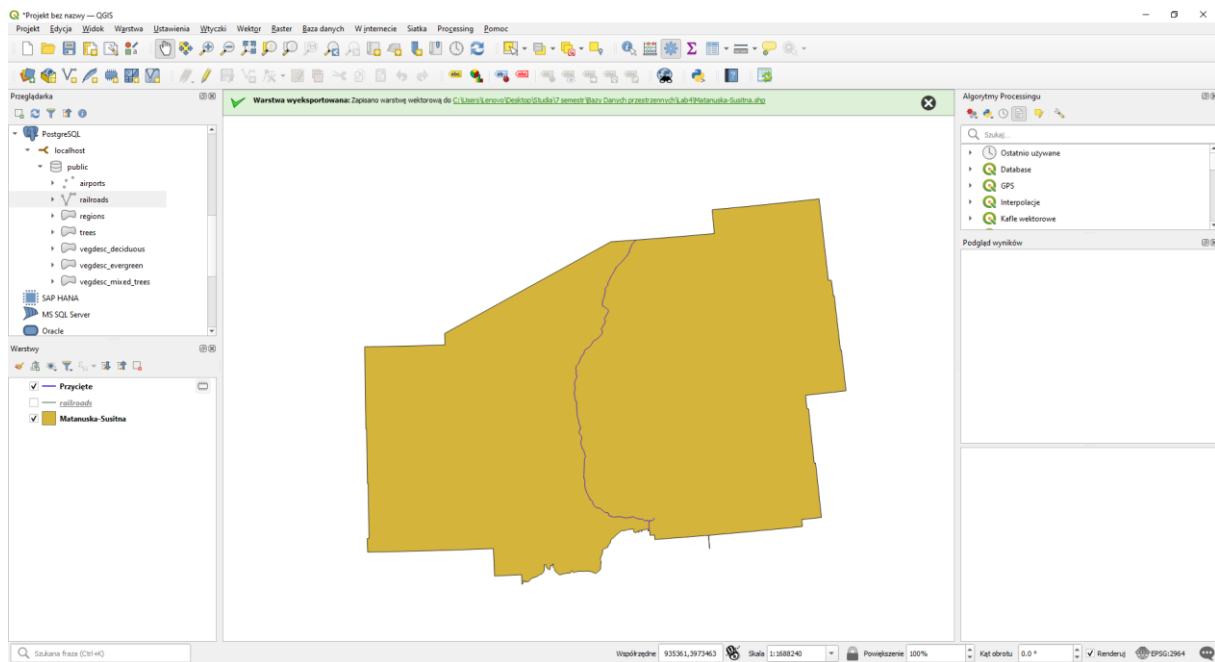 *Projekt bez nazwy — QGIS
Projekt Edycja Widok Warstwa Ustawienia Wtyczki Wektor Raster Baza danych W internecie Siatka Processing Pomoc
Przeglądarka
PostgreSQL
localhost
public
airports
railroads
regions
trees
vegdesc_deciduous
vegdesc_evergreen
vegdesc_mixed_trees
SAP HANA
MS SQL Server
Oracle
Warstwy
Przycięte
railroads
Matanuska-Susitna
Warstwa wyeksportowana: Zapisano warstwę wektorową do C:\Users\Lenovo\Desktop\Studia\7 semestr\Bazy Danych przestrzennych\Lab4\Matanuska-Susitna.shp
Algorytmy Processingu
Szukaj...
Ostatnio używane
Database
GPS
Interpolacje
Kafle wektorowe
Podgląd wyników
Szukana fraza (Ctrl+K)
Współrzędne 935361,3973463 Skala 1:1688240 Powiększenie 100% Kąt obrotu 0.0 ° Renderuj EPSG:2964